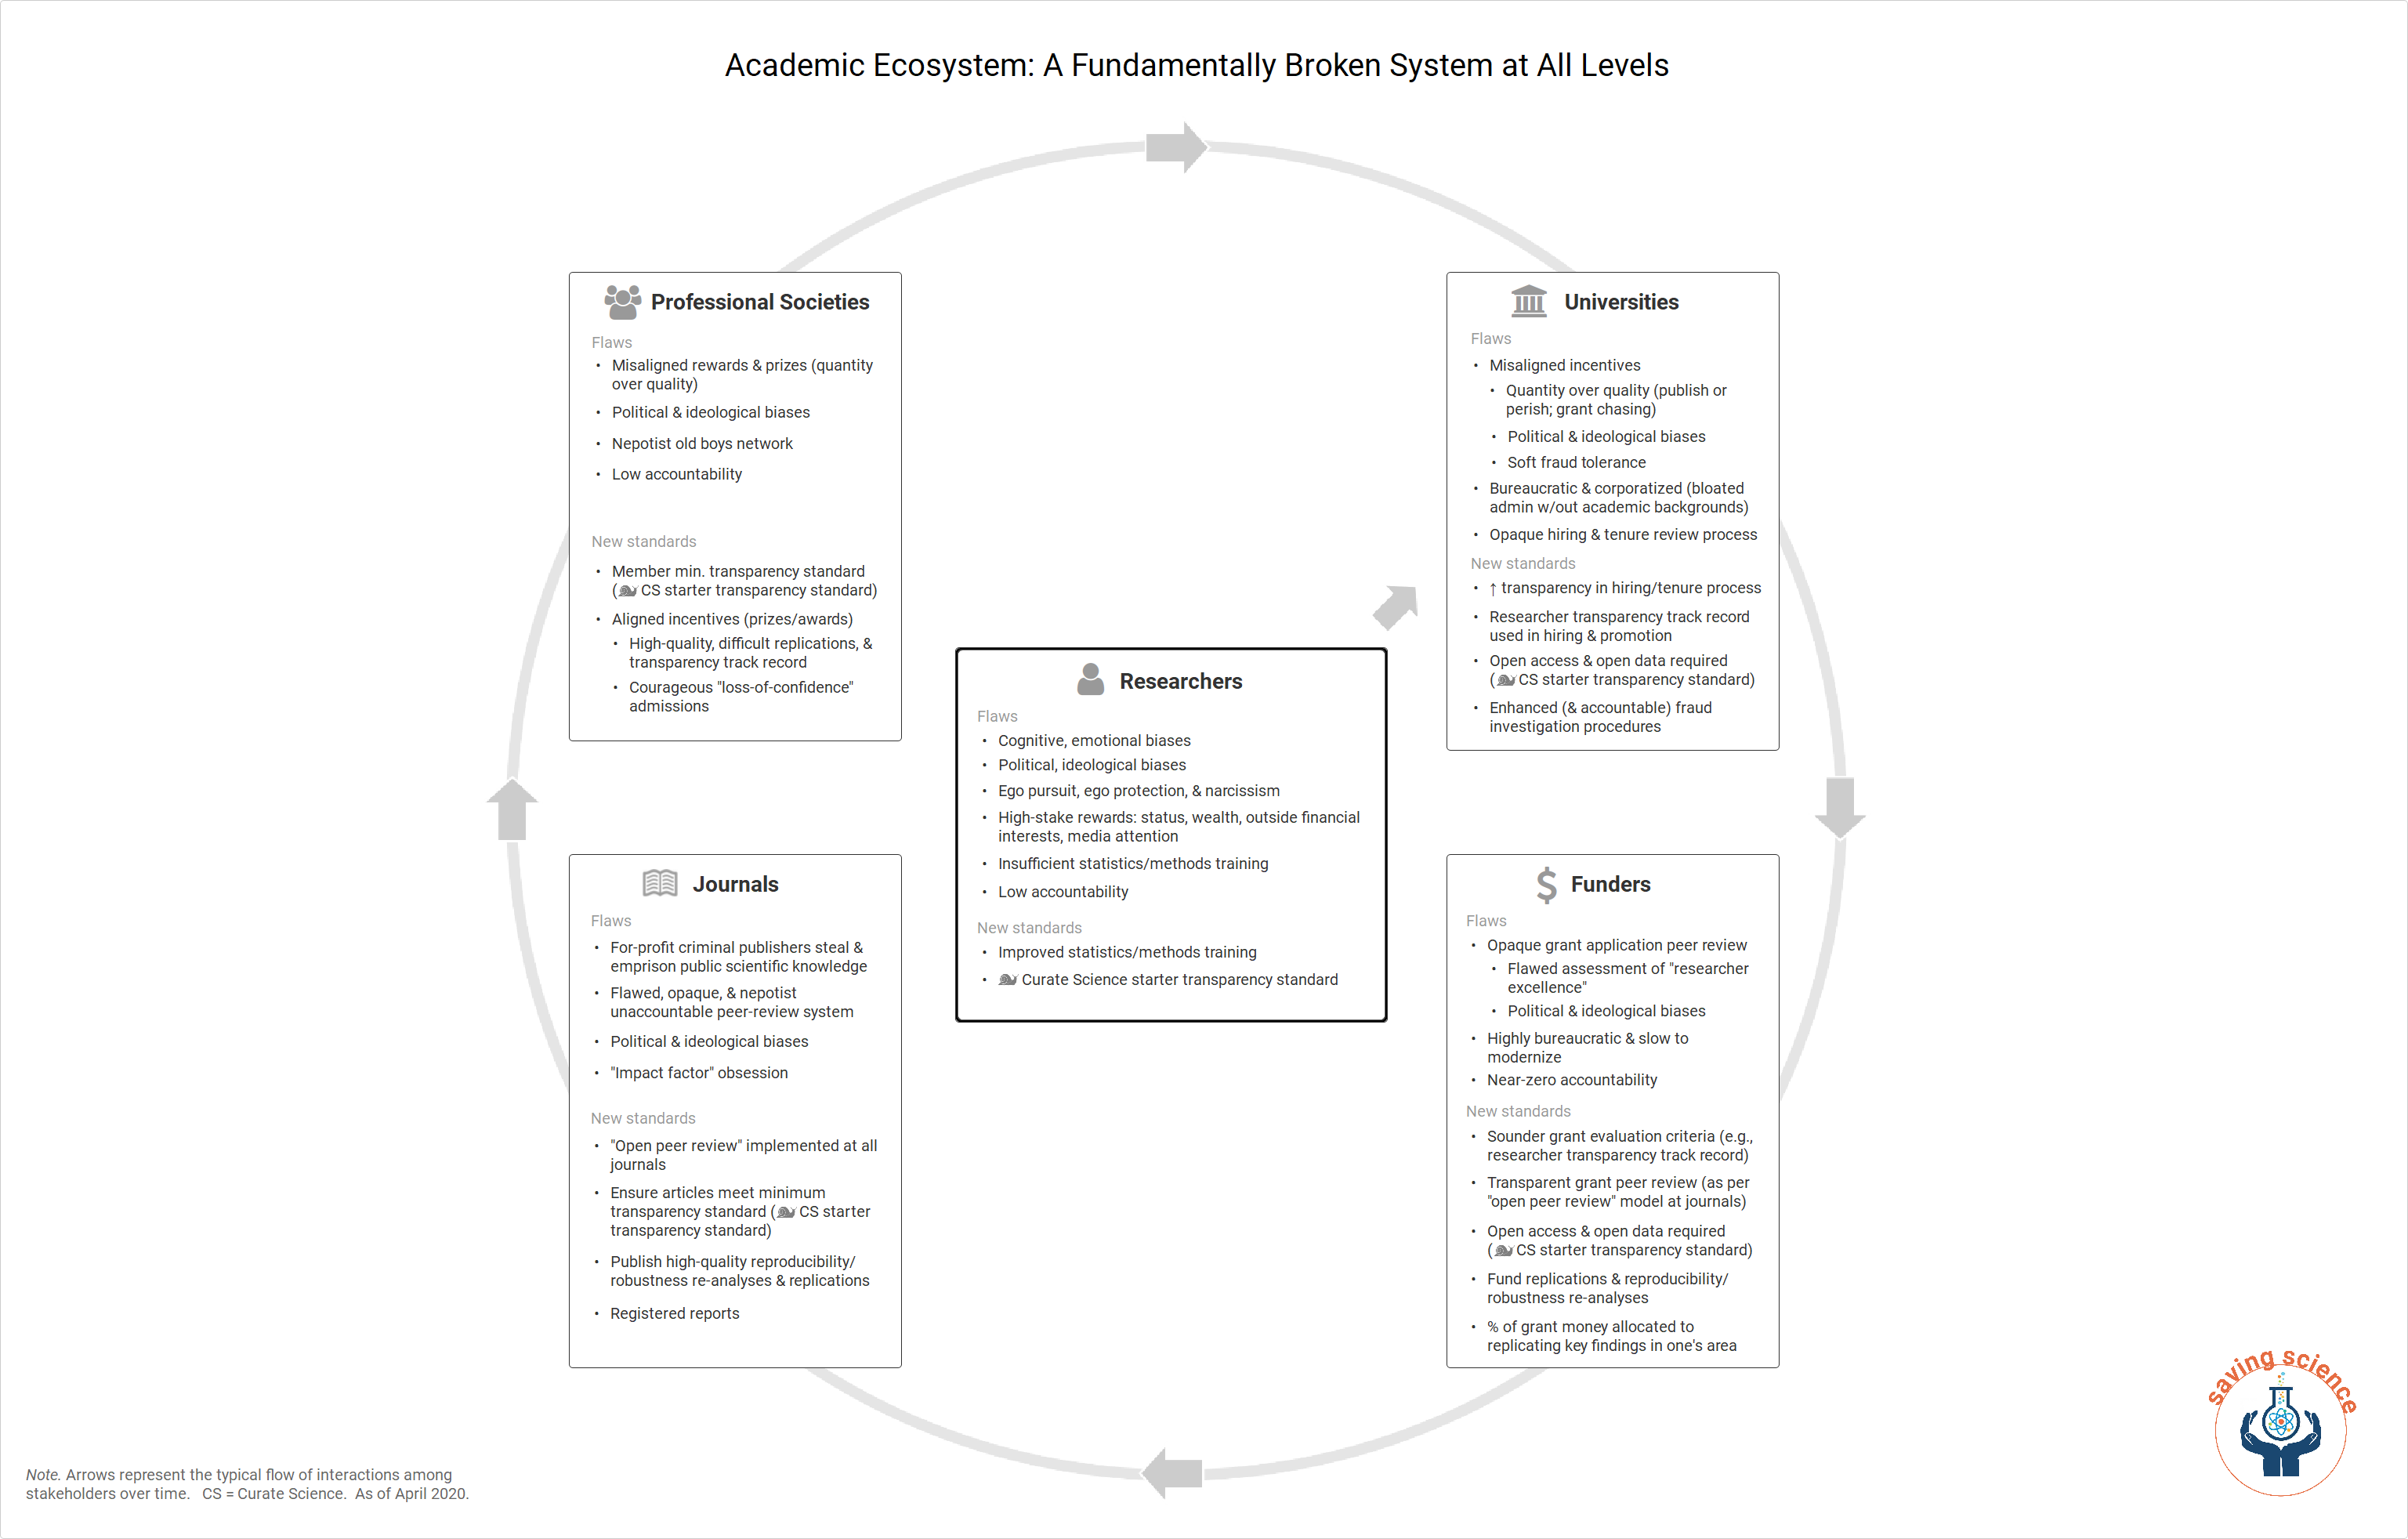 Academic Ecosystem: A Fundamentally Broken System at All Levels
Professional Societies
Flaws
• Misaligned rewards & prizes (quantity
over quality)
• Political & ideological biases
• Nepotist old boys network
• Low accountability
New standards
• Member min. transparency standard
( CS starter transparency standard)
• Aligned incentives (prizes/awards)
• High-quality, difficult replications, &
transparency track record
• Courageous "loss-of-confidence"
admissions
Universities
Flaws
• Misaligned incentives
• Quantity over quality (publish or
perish; grant chasing)
• Political & ideological biases
• Soft fraud tolerance
• Bureaucratic & corporatized (bloated
admin w/out academic backgrounds)
• Opaque hiring & tenure review process
New standards
• ↑ transparency in hiring/tenure process
• Researcher transparency track record
used in hiring & promotion
• Open access & open data required
( CS starter transparency standard)
• Enhanced (& accountable) fraud
investigation procedures
Researchers
Flaws
• Cognitive, emotional biases
• Political, ideological biases
• Ego pursuit, ego protection, & narcissism
• High-stake rewards: status, wealth, outside financial
interests, media attention
• Insufficient statistics/methods training
• Low accountability
New standards
• Improved statistics/methods training
• Curate Science starter transparency standard
Journals
Flaws
• For-profit criminal publishers steal &
emprison public scientific knowledge
• Flawed, opaque, & nepotist
unaccountable peer-review system
• Political & ideological biases
• "Impact factor" obsession
New standards
• "Open peer review" implemented at all
journals
• Ensure articles meet minimum
transparency standard ( CS starter
transparency standard)
• Publish high-quality reproducibility/
robustness re-analyses & replications
• Registered reports
Funders
Flaws
• Opaque grant application peer review
• Flawed assessment of "researcher
excellence"
• Political & ideological biases
• Highly bureaucratic & slow to
modernize
• Near-zero accountability
New standards
• Sounder grant evaluation criteria (e.g.,
researcher transparency track record)
• Transparent grant peer review (as per
"open peer review" model at journals)
• Open access & open data required
( CS starter transparency standard)
• Fund replications & reproducibility/
robustness re-analyses
• % of grant money allocated to
replicating key findings in one's area
saving science
Note. Arrows represent the typical flow of interactions among
stakeholders over time. CS = Curate Science. As of April 2020.